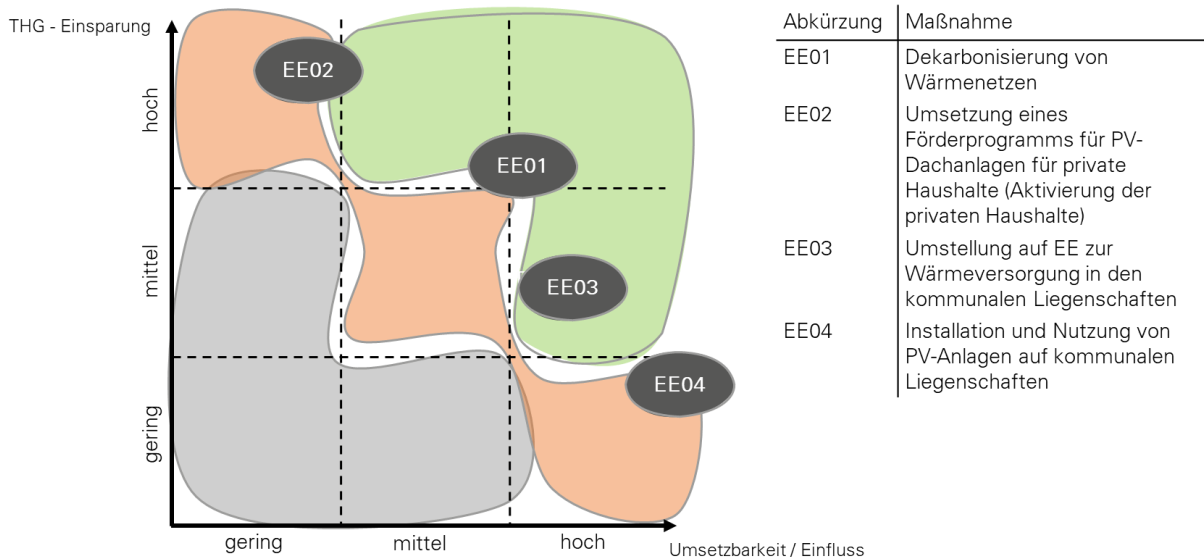 THG - Einsparung
hoch
mittel
gering
EE02
EE01
EE03
EE04
gering
mittel
hoch
Umsetzbarkeit / Einfluss
Abkürzung Maßnahme
EE01 Dekarbonisierung von
Wärmenetzen
EE02 Umsetzung eines
Förderprogramms für PV-
Dachanlagen für private
Haushalte (Aktivierung der
privaten Haushalte)
EE03 Umstellung auf EE zur
Wärmeversorgung in den
kommunalen Liegenschaften
EE04 Installation und Nutzung von
PV-Anlagen auf kommunalen
Liegenschaften